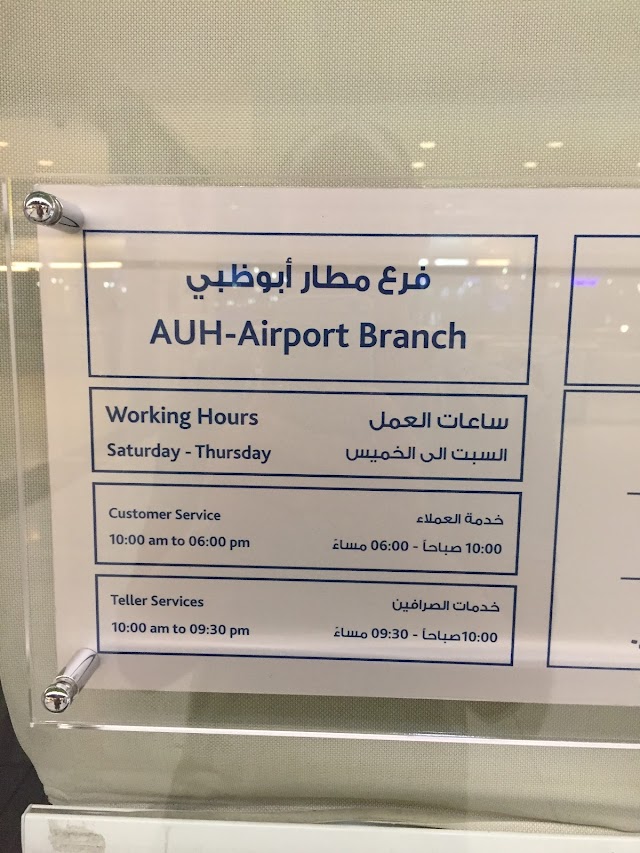 فرع مطار أبوظبي
AUH-Airport Branch
Working Hours ساعات العمل
Saturday - Thursday السبت الى الخميس
Customer Service خدمة العملاء
10:00 am to 06:00 pm 10:00 صباحاً - 06:00 مساءً
Teller Services خدمات الصرافين
10:00 am to 09:30 pm 10:00صباحاً - 09:30 مساءً